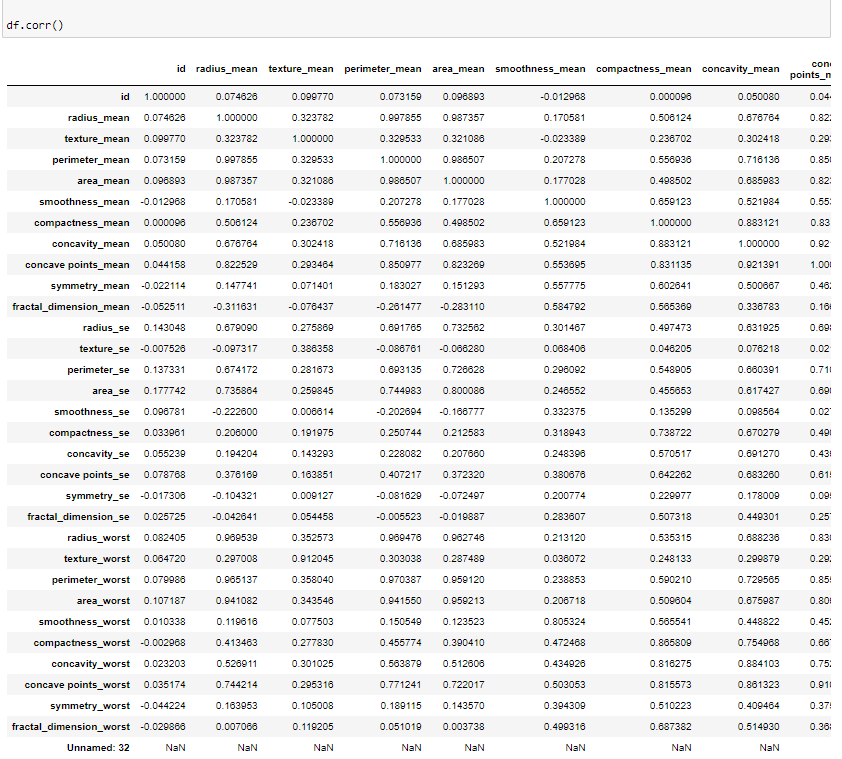 df.corr()
id radius_mean texture_mean perimeter_mean area_mean smoothness_mean compactness_mean concavity_mean
id 1.000000 0.074626 0.099770 0.073159 0.096893 -0.012968 0.000096 0.050080
radius_mean 0.074626 1.000000 0.323782 0.997855 0.987357 0.170581 0.506124 0.676764
texture_mean 0.099770 0.323782 1.000000 0.329533 0.321086 -0.023389 0.236702 0.302418
perimeter_mean 0.073159 0.997855 0.329533 1.000000 0.986507 0.207278 0.556936 0.716136
area_mean 0.096893 0.987357 0.321086 0.986507 1.000000 0.177028 0.498502 0.685983
smoothness_mean -0.012968 0.170581 -0.023389 0.207278 0.177028 1.000000 0.659123 0.521984
compactness_mean 0.000096 0.506124 0.236702 0.556936 0.498502 0.659123 1.000000 0.883121
concavity_mean 0.050080 0.676764 0.302418 0.716136 0.685983 0.521984 0.883121 1.000000
concave points_mean 0.044158 0.822529 0.293464 0.850977 0.823269 0.553695 0.831135 0.921391
symmetry_mean -0.022114 0.147741 0.071401 0.183027 0.151293 0.557775 0.602641 0.500667
fractal_dimension_mean -0.052511 -0.311631 -0.076437 -0.261477 -0.283110 0.584792 0.565369 0.336783
radius_se 0.143048 0.679090 0.275869 0.691765 0.732562 0.301467 0.497473 0.631925
texture_se -0.007526 -0.097317 0.386358 -0.086761 -0.066280 0.068406 0.046205 0.076218
perimeter_se 0.137331 0.674172 0.281673 0.693135 0.726628 0.296092 0.548905 0.660391
area_se 0.177742 0.735864 0.259845 0.744983 0.800086 0.246552 0.455653 0.617427
smoothness_se 0.096781 -0.222600 0.006614 -0.202694 -0.166777 0.332375 0.135299 0.098564
compactness_se 0.033961 0.206000 0.191975 0.250744 0.212583 0.318943 0.738722 0.670279
concavity_se 0.055239 0.194204 0.143293 0.228082 0.207660 0.248396 0.570517 0.691270
concave points_se 0.078768 0.376169 0.163851 0.407217 0.372320 0.380676 0.642262 0.683260
symmetry_se -0.017306 -0.104321 0.009127 -0.081629 -0.072497 0.200774 0.229977 0.178009
fractal_dimension_se 0.025725 -0.042641 0.054458 -0.005523 -0.019887 0.283607 0.507318 0.449301
radius_worst 0.082405 0.969539 0.352573 0.969476 0.962746 0.213120 0.535315 0.688236
texture_worst 0.064720 0.297008 0.912045 0.303038 0.287489 0.036072 0.248133 0.299879
perimeter_worst 0.079986 0.965137 0.358040 0.970387 0.959120 0.238853 0.590210 0.729565
area_worst 0.107187 0.941082 0.343546 0.941550 0.959213 0.206718 0.509604 0.675987
smoothness_worst 0.010338 0.119616 0.077503 0.150549 0.123523 0.805324 0.565541 0.448822
compactness_worst -0.002968 0.413463 0.277830 0.455774 0.390410 0.472468 0.865809 0.754968
concavity_worst 0.023203 0.526911 0.301025 0.563879 0.512606 0.434926 0.816275 0.884103
concave points_worst 0.035174 0.744214 0.295316 0.771241 0.722017 0.503053 0.815573 0.861323
symmetry_worst -0.044224 0.163953 0.105008 0.189115 0.143570 0.394309 0.510223 0.409464
fractal_dimension_worst -0.029866 0.007066 0.119205 0.051019 0.003738 0.499316 0.687382 0.514930
Unnamed: 32 NaN NaN NaN NaN NaN NaN NaN NaN